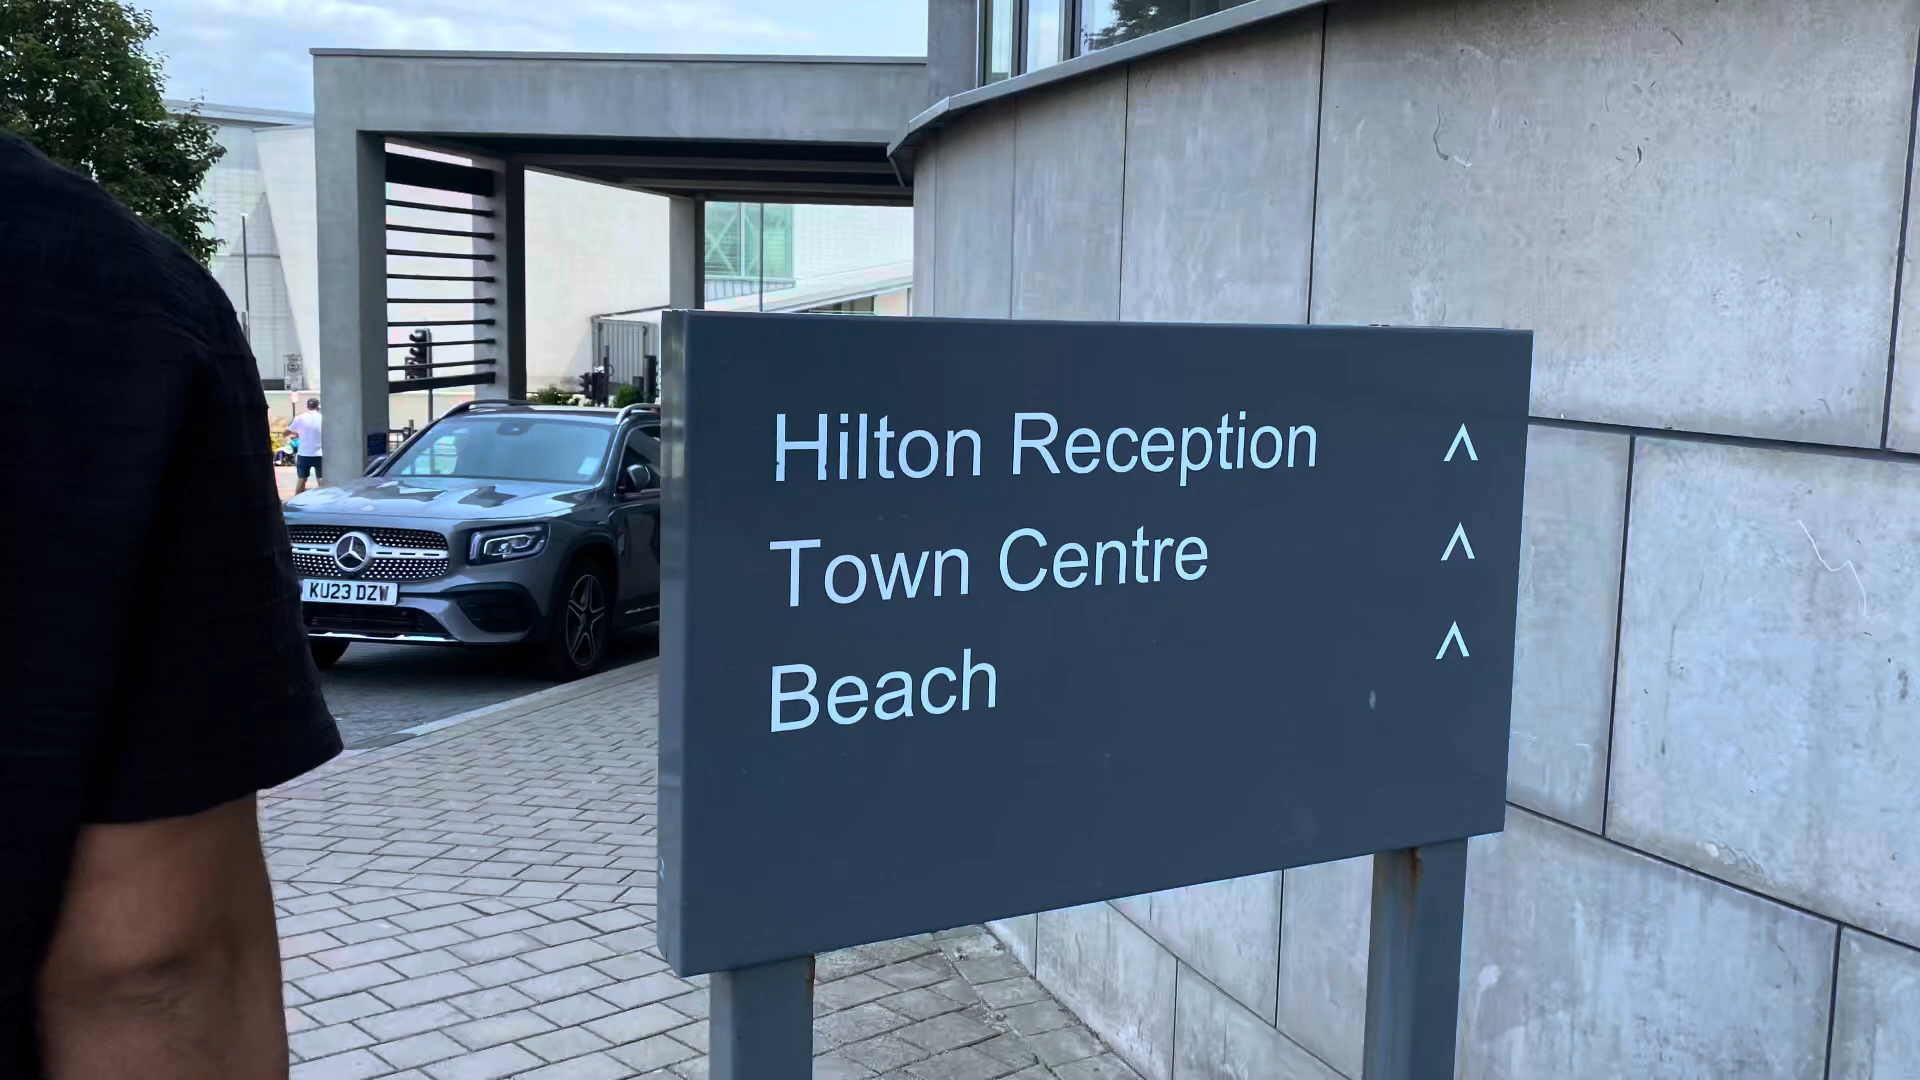 Hilton Reception ^
Town Centre ^
Beach ^
KU23 DZW